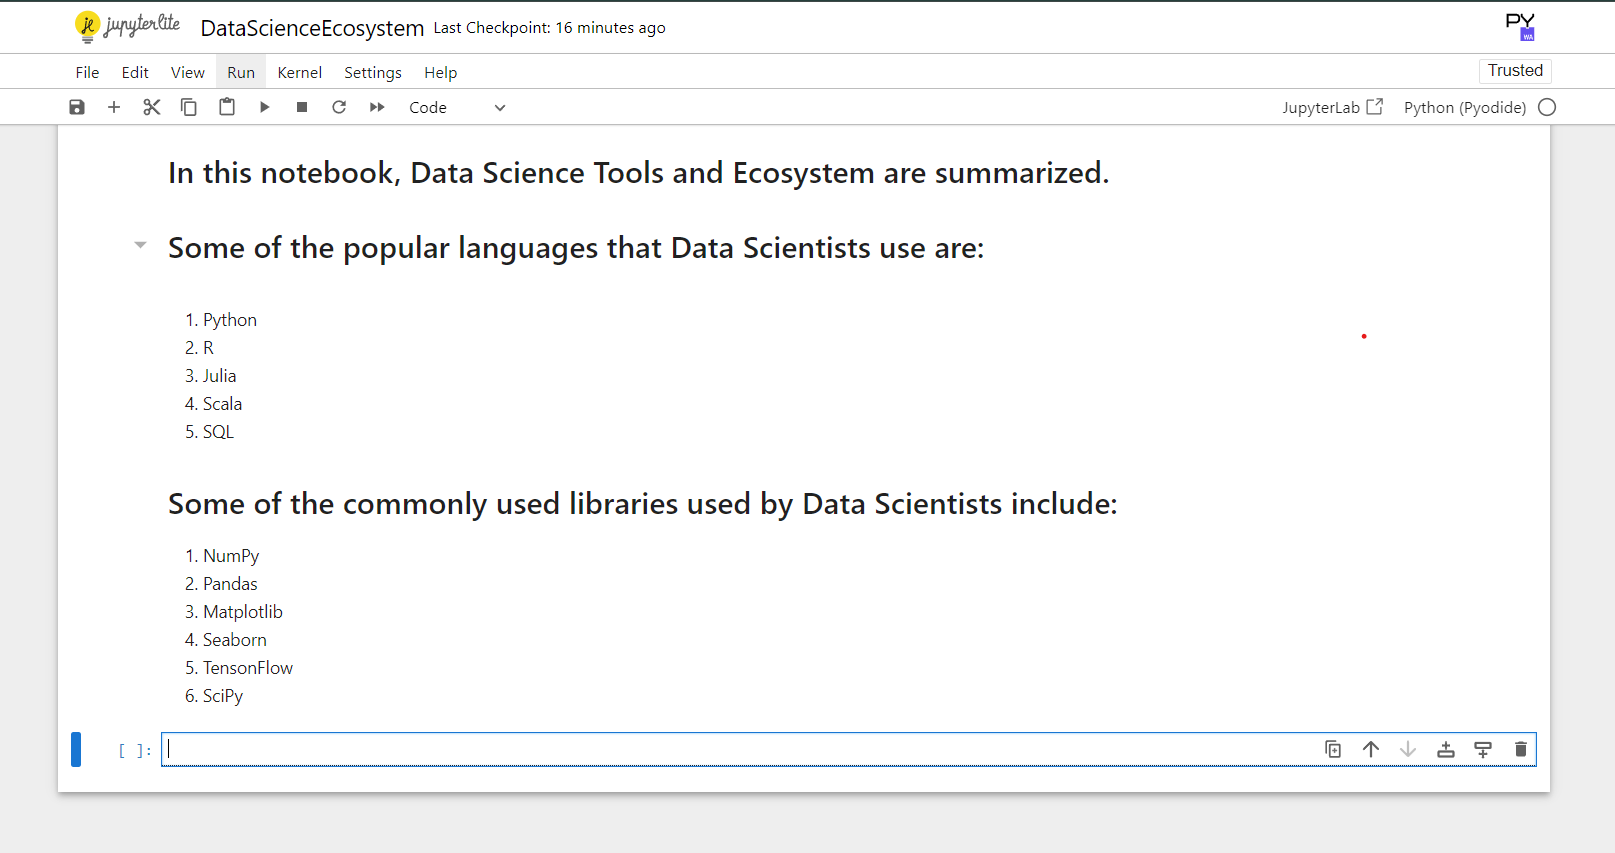 jupyterlite DataScienceEcosystem Last Checkpoint: 16 minutes ago PY WA
File Edit View Run Kernel Settings Help Trusted
Code JupyterLab Python (Pyodide)
In this notebook, Data Science Tools and Ecosystem are summarized.
Some of the popular languages that Data Scientists use are:
1. Python
2. R
3. Julia
4. Scala
5. SQL
Some of the commonly used libraries used by Data Scientists include:
1. NumPy
2. Pandas
3. Matplotlib
4. Seaborn
5. TensonFlow
6. SciPy
[ ]: